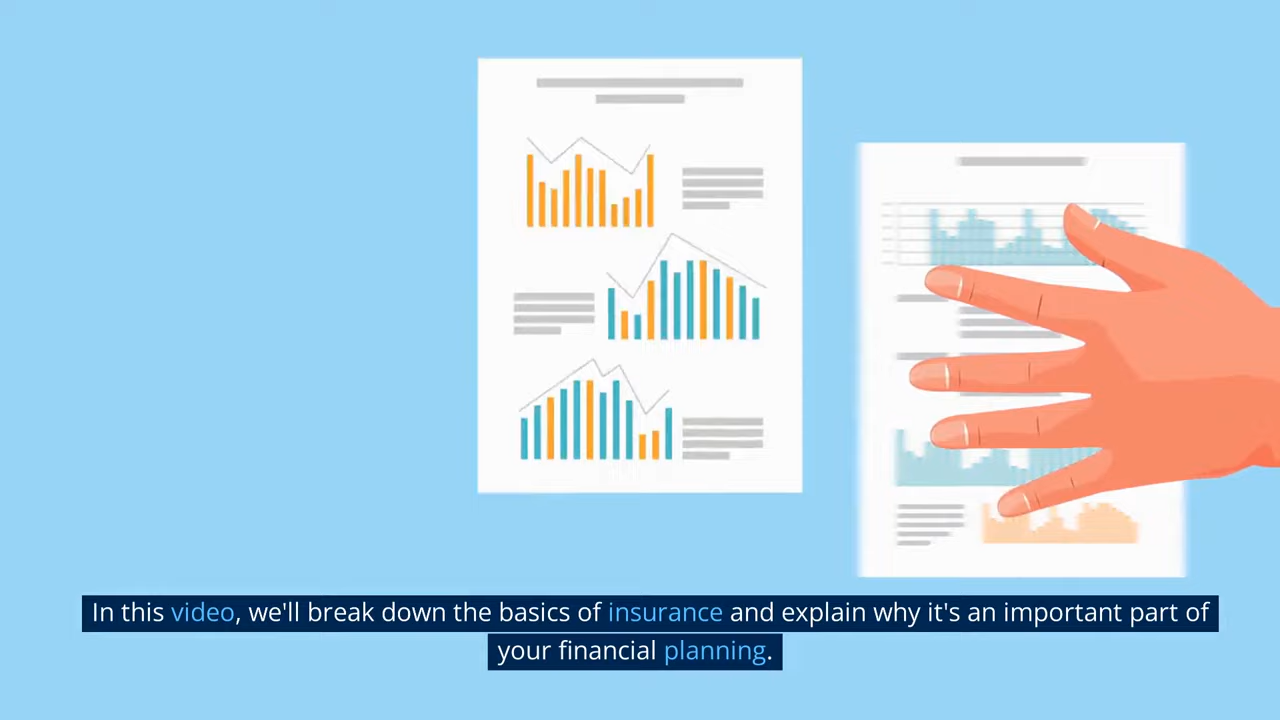 In this video, we'll break down the basics of insurance and explain why it's an important part of
your financial planning.